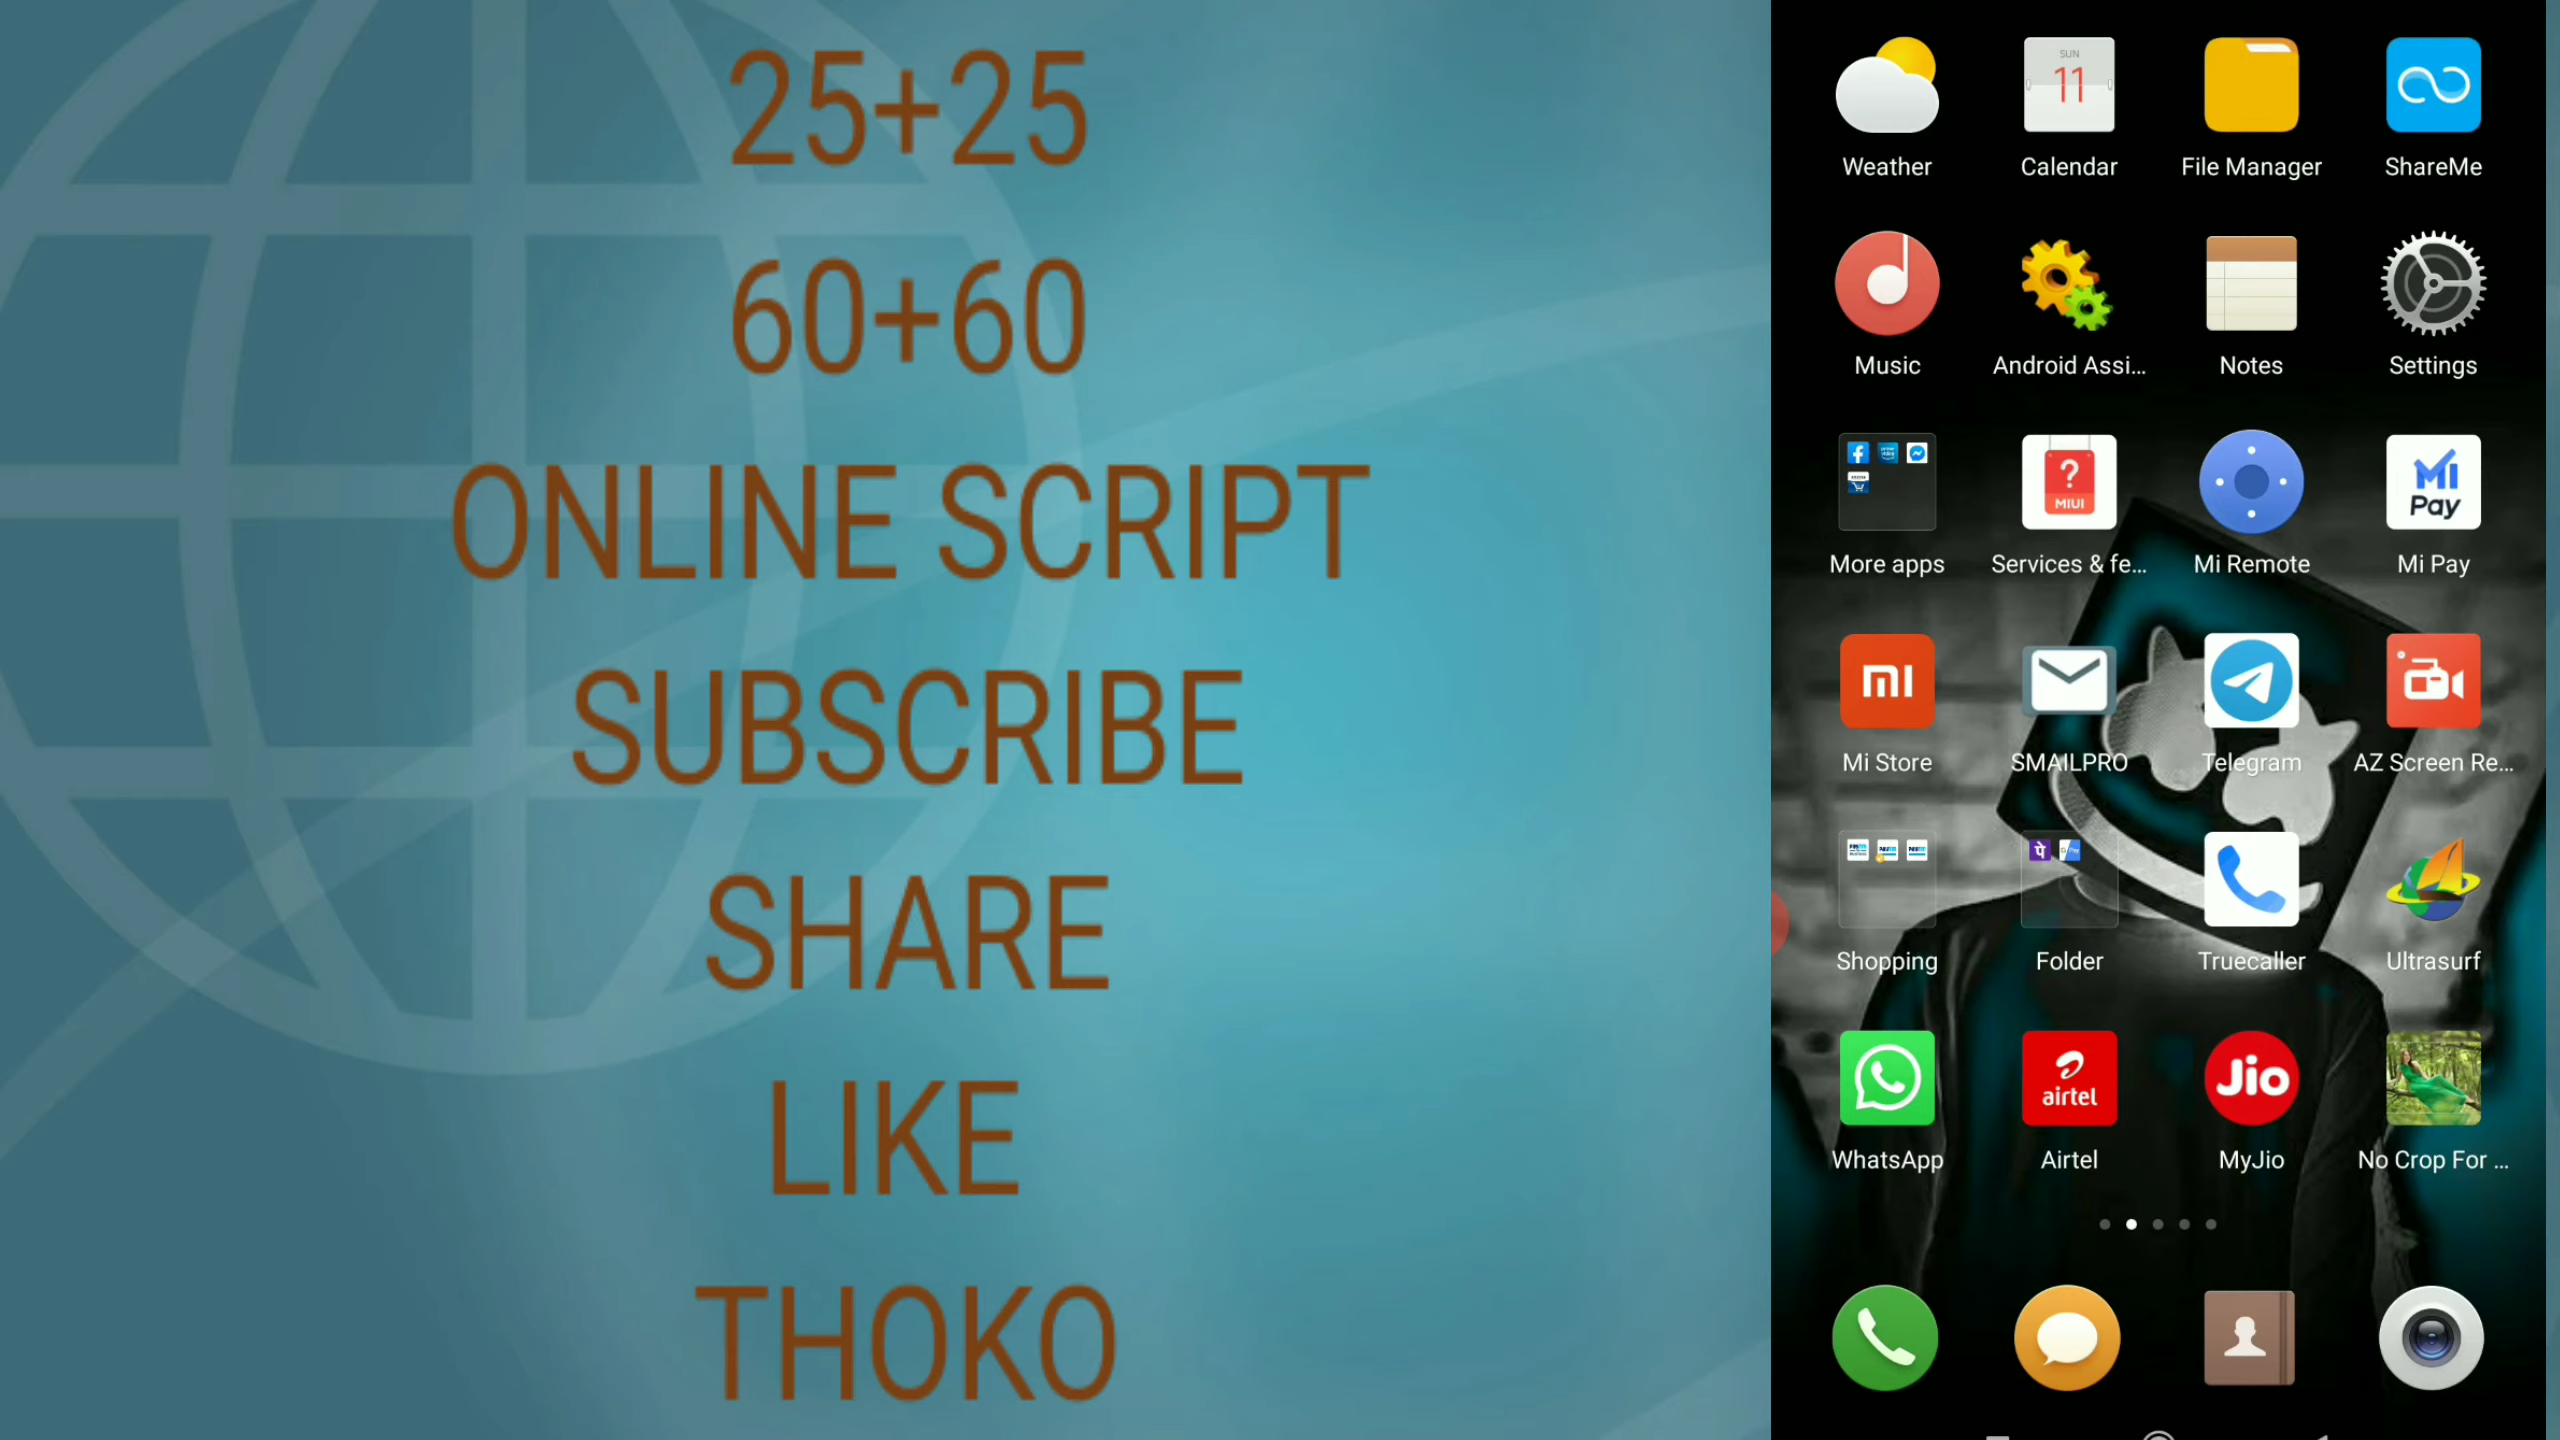 25+25
60+60
ONLINE SCRIPT
SUBSCRIBE
SHARE
LIKE
THOKO
SUN
11
Weather
Calendar
File Manager
ShareMe
Music
Android Assi...
Notes
Settings
?
MIUI
MI
Pay
More apps
Services & fe...
Mi Remote
Mi Pay
mi
Mi Store
SMAILPRO
Telegram
AZ Screen Re...
पे
Shopping
Folder
Truecaller
Ultrasurf
airtel
Jio
WhatsApp
Airtel
MyJio
No Crop For ...